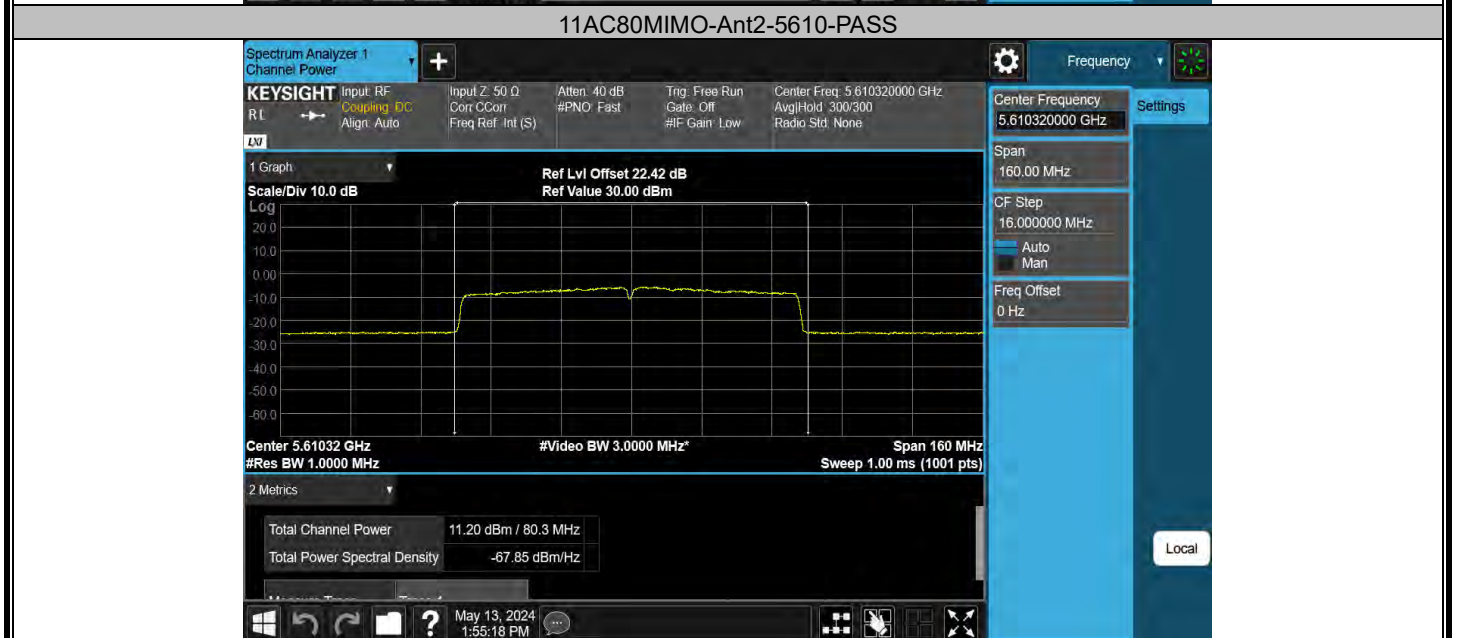 11AC80MIMO-Ant2-5610-PASS
Spectrum Analyzer 1
Channel Power
+
Frequency
KEYSIGHT
RL
LXI
Input: RF
Coupling: DC
Align: Auto
Input Z: 50 Ω
Corr CCorr
Freq Ref: Int (S)
Atten: 40 dB
#PNO: Fast
Trig: Free Run
Gate: Off
#IF Gain: Low
Center Freq: 5.610320000 GHz
Avg|Hold: 300/300
Radio Std: None
Center Frequency
5.610320000 GHz
Settings
Span
160.00 MHz
CF Step
16.000000 MHz
Auto
Man
Freq Offset
0 Hz
Local
1 Graph
Scale/Div 10.0 dB
Ref Lvl Offset 22.42 dB
Ref Value 30.00 dBm
Log
20.0
10.0
0.00
-10.0
-20.0
-30.0
-40.0
-50.0
-60.0
Center 5.61032 GHz
#Res BW 1.0000 MHz
#Video BW 3.0000 MHz*
Span 160 MHz
Sweep 1.00 ms (1001 pts)
2 Metrics
Total Channel Power 11.20 dBm / 80.3 MHz
Total Power Spectral Density -67.85 dBm/Hz
?
May 13, 2024
1:55:18 PM